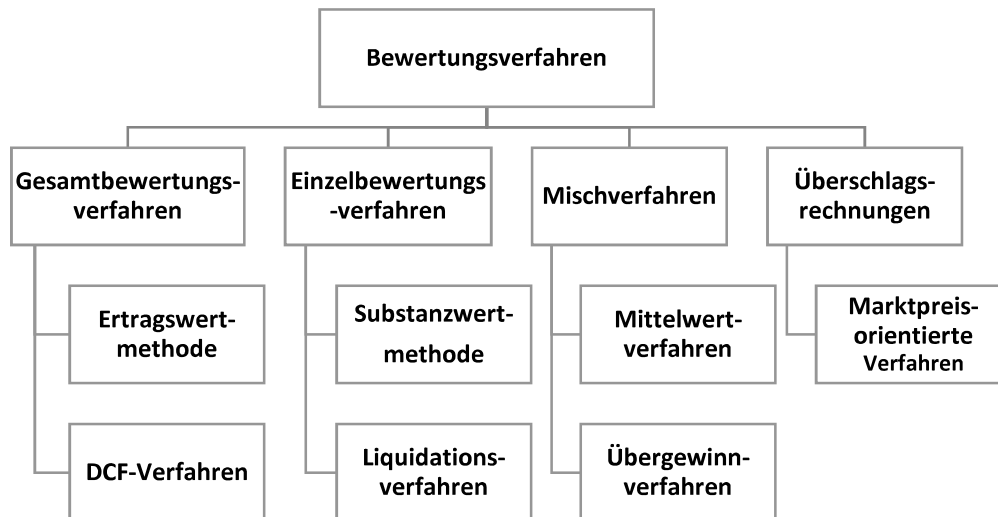 Bewertungsverfahren
Gesamtbewertungs-
verfahren
Einzelbewertungs
-verfahren
Mischverfahren
Überschlags-
rechnungen
Ertragswert-
methode
Substanzwert-
methode
Mittelwert-
verfahren
Marktpreis-
orientierte
Verfahren
DCF-Verfahren
Liquidations-
verfahren
Übergewinn-
verfahren